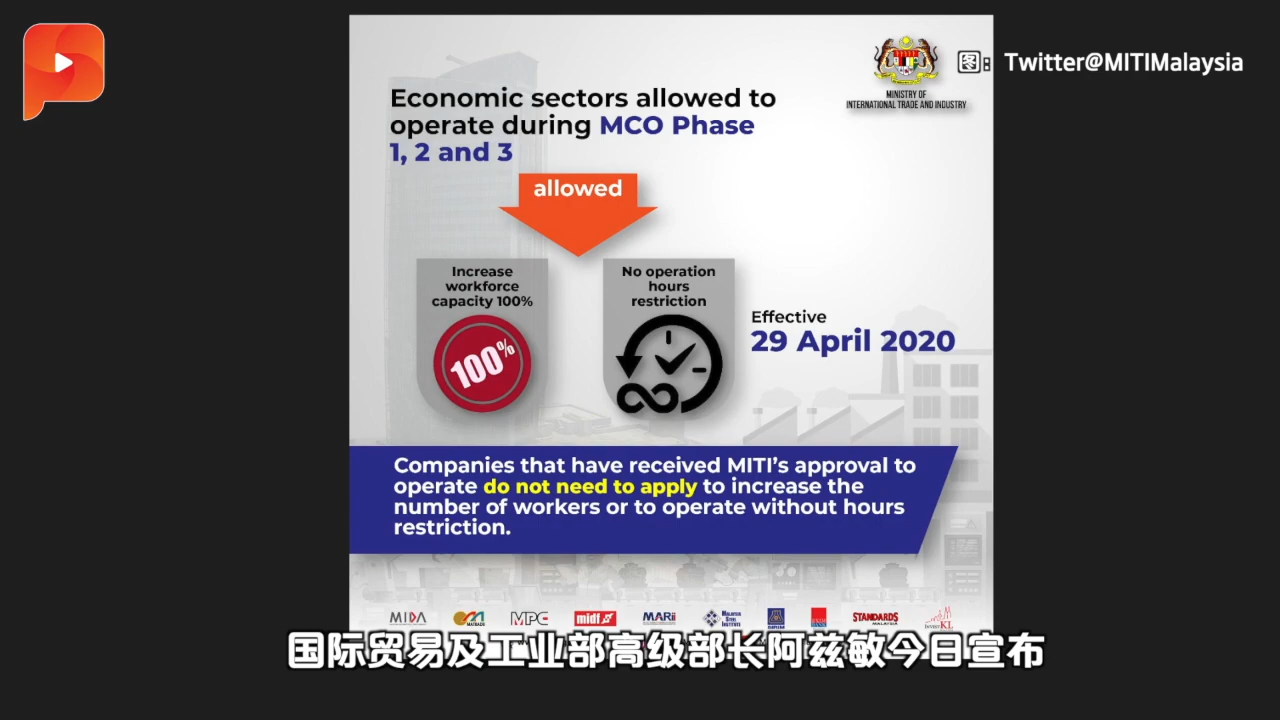 图: Twitter@MITIMalaysia
MINISTRY OF
INTERNATIONAL TRADE AND INDUSTRY
Economic sectors allowed to
operate during MCO Phase
1, 2 and 3
allowed
Increase
workforce
capacity 100%
100%
No operation
hours
restriction
Effective
29 April 2020
Companies that have received MITI's approval to
operate do not need to apply to increase the
number of workers or to operate without hours
restriction.
MIDA
MPC
midf
MARii
STANDARDS
MALAYSIA
InvestKL
国际贸易及工业部高级部长阿兹敏今日宣布